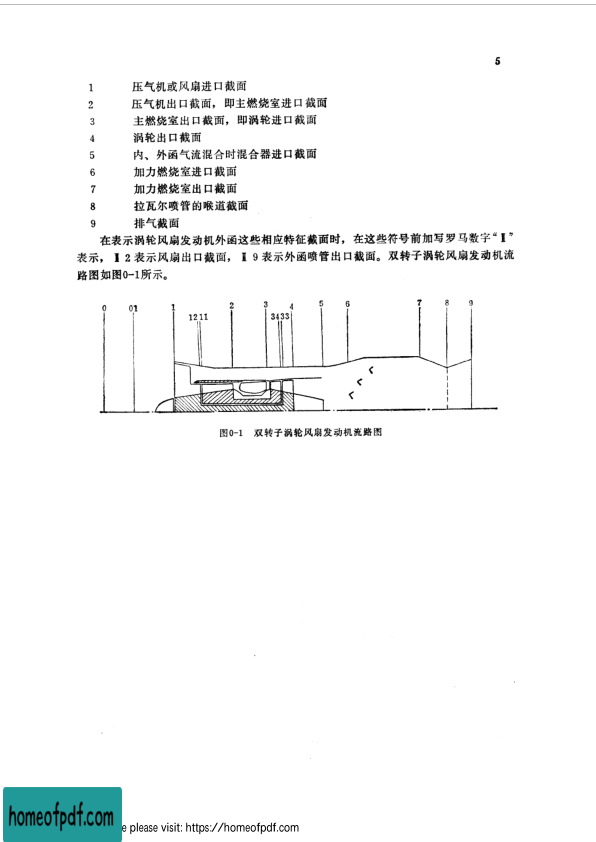 5
1 压气机或风扇进口截面
2 压气机出口截面，即主燃烧室进口截面
3 主燃烧室出口截面，即涡轮进口截面
4 涡轮出口截面
5 内、外函气流混合时混合器进口截面
6 加力燃烧室进口截面
7 加力燃烧室出口截面
8 拉瓦尔喷管的喉道截面
9 排气截面
在表示涡轮风扇发动机外函这些相应特征截面时，在这些符号前加写罗马数字“Ⅱ”
表示，Ⅱ 2 表示风扇出口截面，Ⅱ 9 表示外函喷管出口截面。双转子涡轮风扇发动机流
路图如图0-1所示。
0 01 1 1211 2 3 3433 4 5 6 7 8 9
图0-1 双转子涡轮风扇发动机流路图
homeofpdf.com
e please visit: https://homeofpdf.com